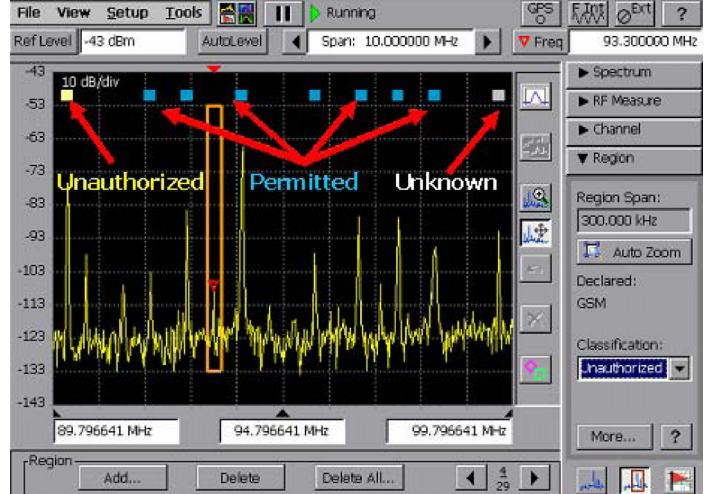 File View Setup Tools Running GPS F Int Ext ?
Ref Level -43 dBm AutoLevel Span: 10.000000 MHz Freq 93.300000 MHz
-43
10 dB/div
-53
-63
-73
-83
-93
-103
-113
-123
-133
-143
Unauthorized Permitted Unknown
89.796641 MHz 94.796641 MHz 99.796641 MHz
Spectrum
RF Measure
Channel
Region
Region Span:
300.000 kHz
Auto Zoom
Declared:
GSM
Classification:
Unauthorized
More... ?
Region
Add... Delete Delete All... 4
29